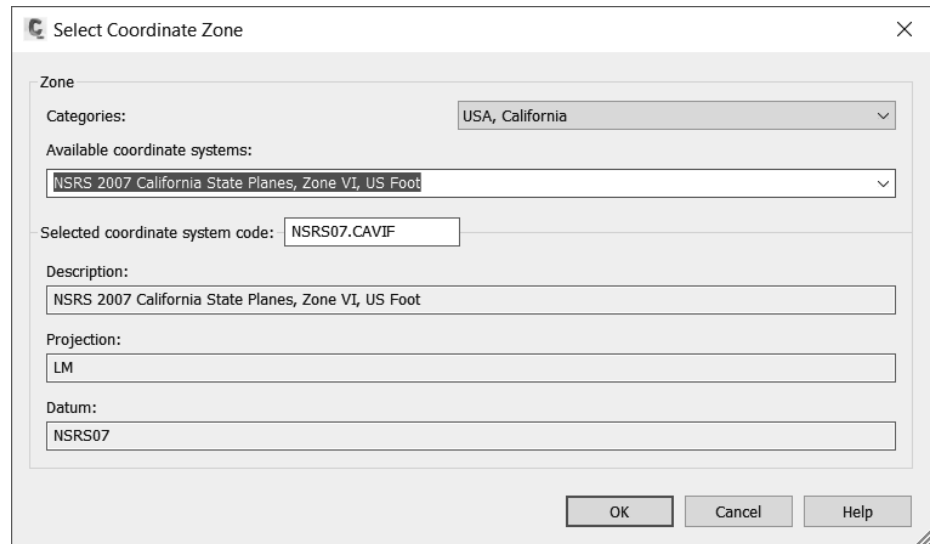 Select Coordinate Zone
Zone
Categories:
USA, California
Available coordinate systems:
NSRS 2007 California State Planes, Zone VI, US Foot
Selected coordinate system code:
NSRS07.CAVIF
Description:
NSRS 2007 California State Planes, Zone VI, US Foot
Projection:
LM
Datum:
NSRS07
OK
Cancel
Help